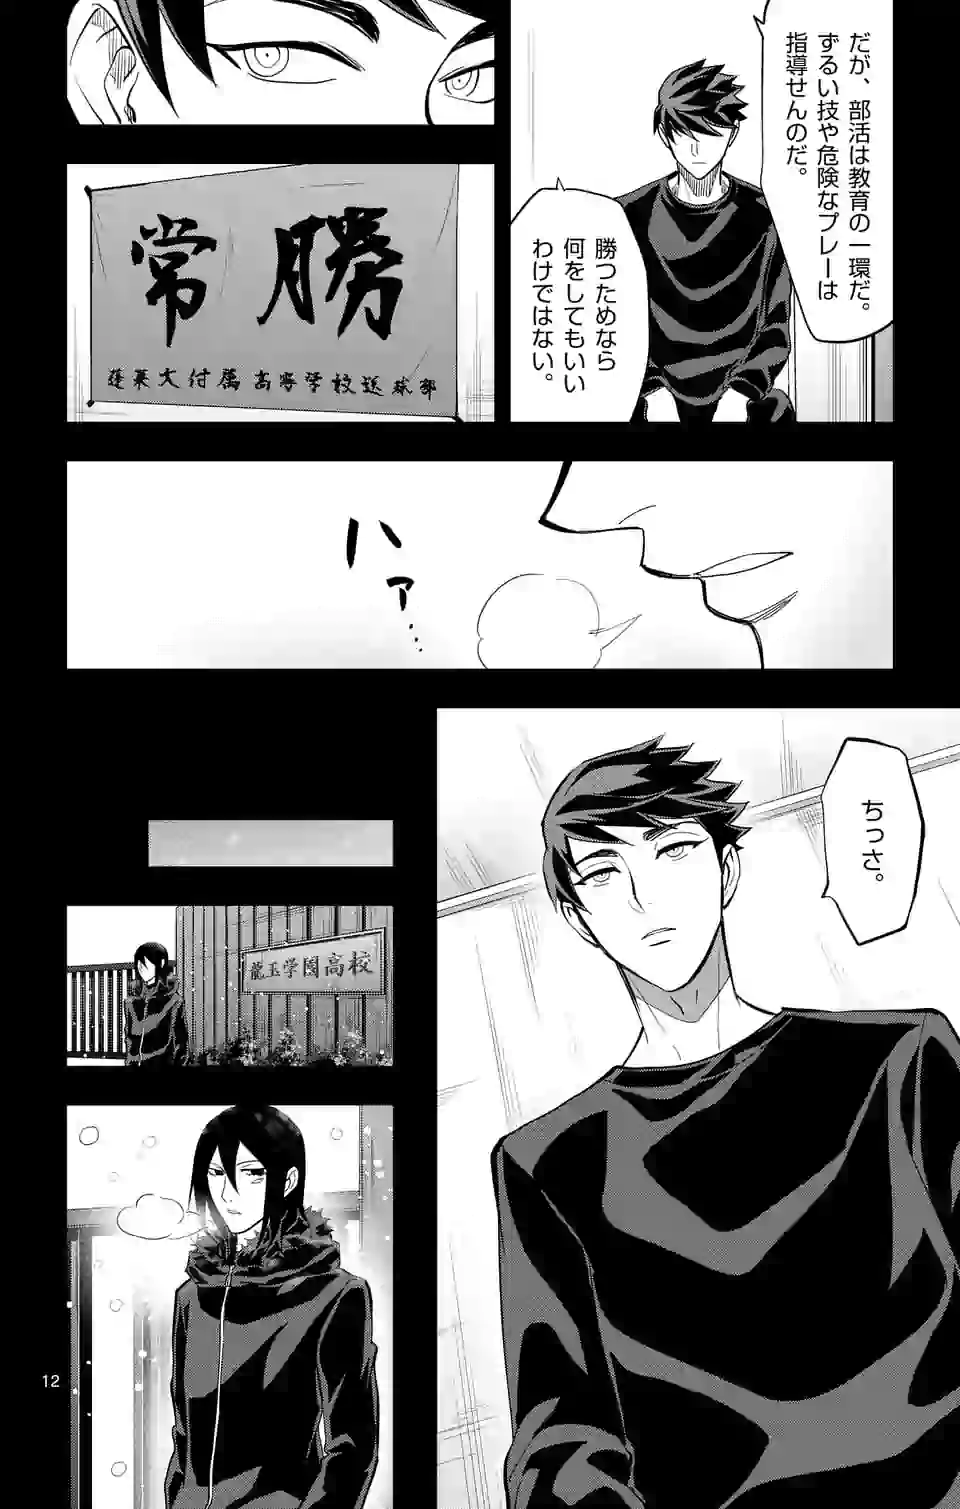 だが、部活は教育の一環だ。
ずるい技や危険なプレーは
指導せんのだ。
勝つためなら
何をしてもいい
わけではない。
常勝
蓬莱大付属高等学校送球部
ハァ…
ちっさ。
龍玉学園高校
12